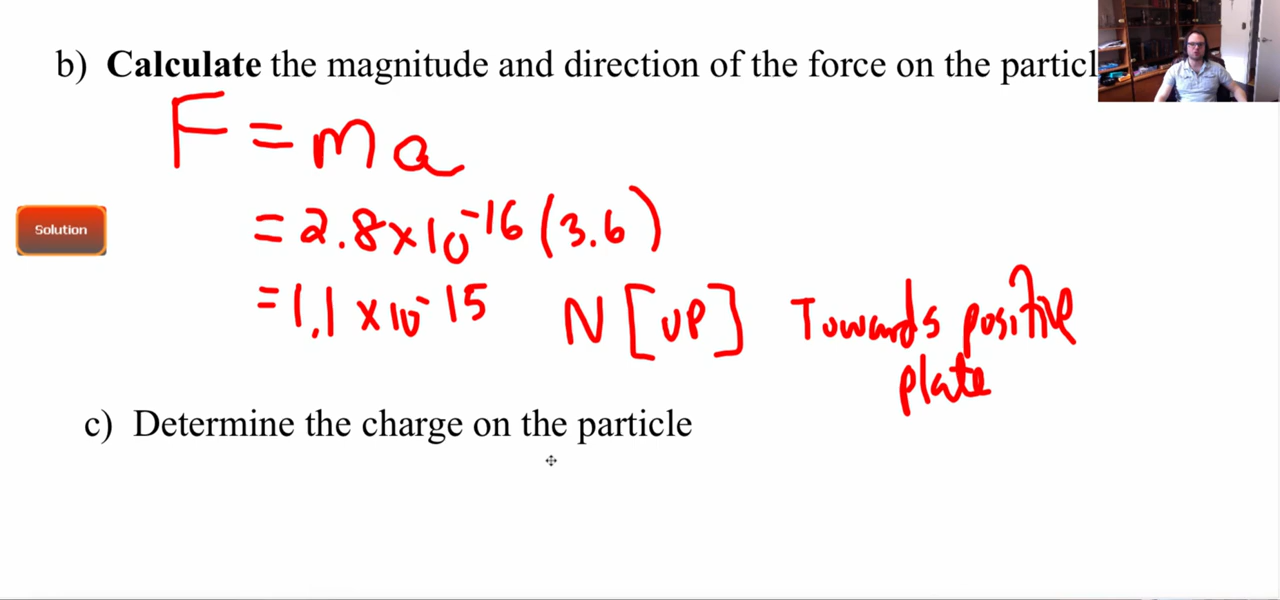 b) Calculate the magnitude and direction of the force on the particl
F = ma
Solution
= 2.8 × 10^-16 (3.6)
= 1.1 × 10^-15 N [UP] Towards positive
plate
c) Determine the charge on the particle